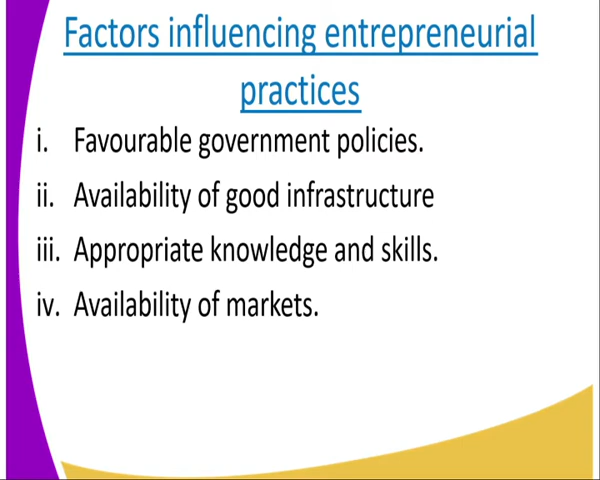 Factors influencing entrepreneurial
practices
i. Favourable government policies.
ii. Availability of good infrastructure
iii. Appropriate knowledge and skills.
iv. Availability of markets.